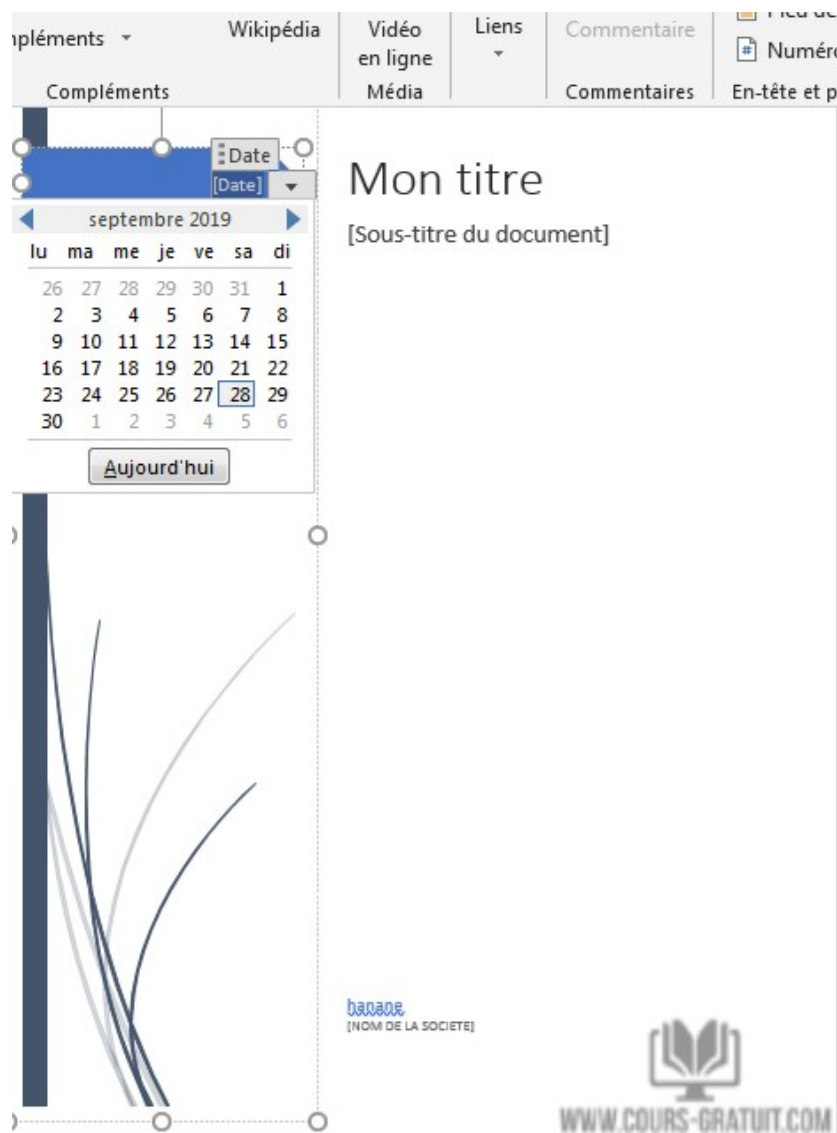 Wikipédia
Vidéo
en ligne
Liens
Commentaire
Compléments
Média
Commentaires
En-tête et
Date
[Date]
septembre 2019
lu ma me je ve sa di
26 27 28 29 30 31 1
2 3 4 5 6 7 8
9 10 11 12 13 14 15
16 17 18 19 20 21 22
23 24 25 26 27 28 29
30 1 2 3 4 5 6
Aujourd'hui
Mon titre
[Sous-titre du document]
banane
[NOM DE LA SOCIETE]
WWW.COURS-GRATUIT.COM